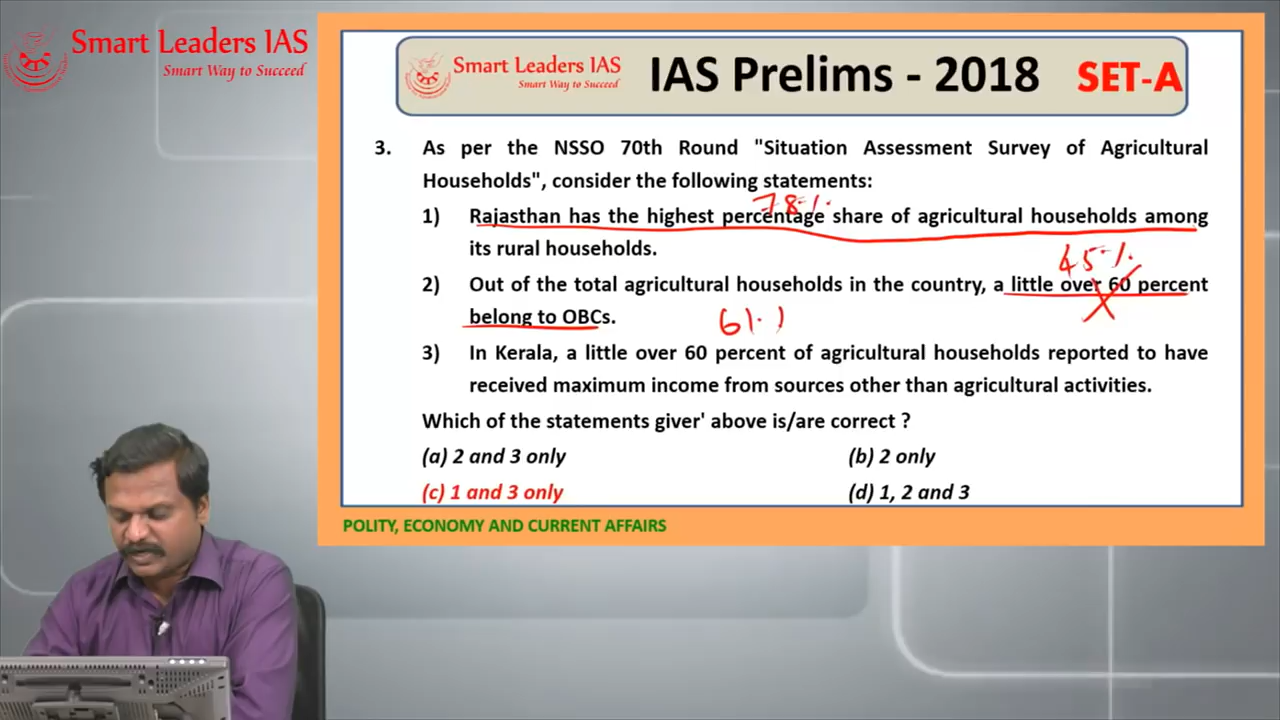 Smart Leaders IAS
Smart Way to Succeed
Smart Leaders IAS
Smart Way to Succeed
IAS Prelims - 2018 SET-A
3. As per the NSSO 70th Round "Situation Assessment Survey of Agricultural
Households", consider the following statements:
78%
1) Rajasthan has the highest percentage share of agricultural households among
its rural households.
45%
2) Out of the total agricultural households in the country, a little over 60 percent
belong to OBCs.
61%
3) In Kerala, a little over 60 percent of agricultural households reported to have
received maximum income from sources other than agricultural activities.
Which of the statements giver' above is/are correct ?
(a) 2 and 3 only (b) 2 only
(c) 1 and 3 only (d) 1, 2 and 3
POLITY, ECONOMY AND CURRENT AFFAIRS